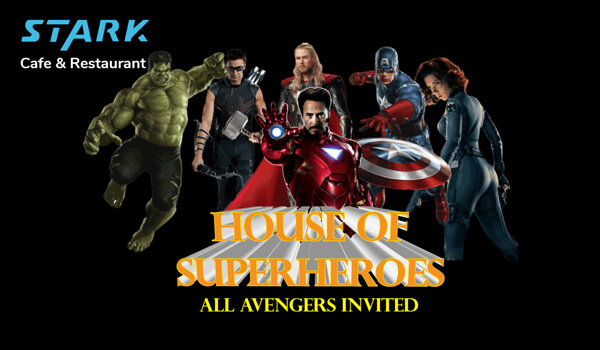 STARK
Cafe & Restaurant
HOUSE OF
SUPERHEROES
ALL AVENGERS INVITED